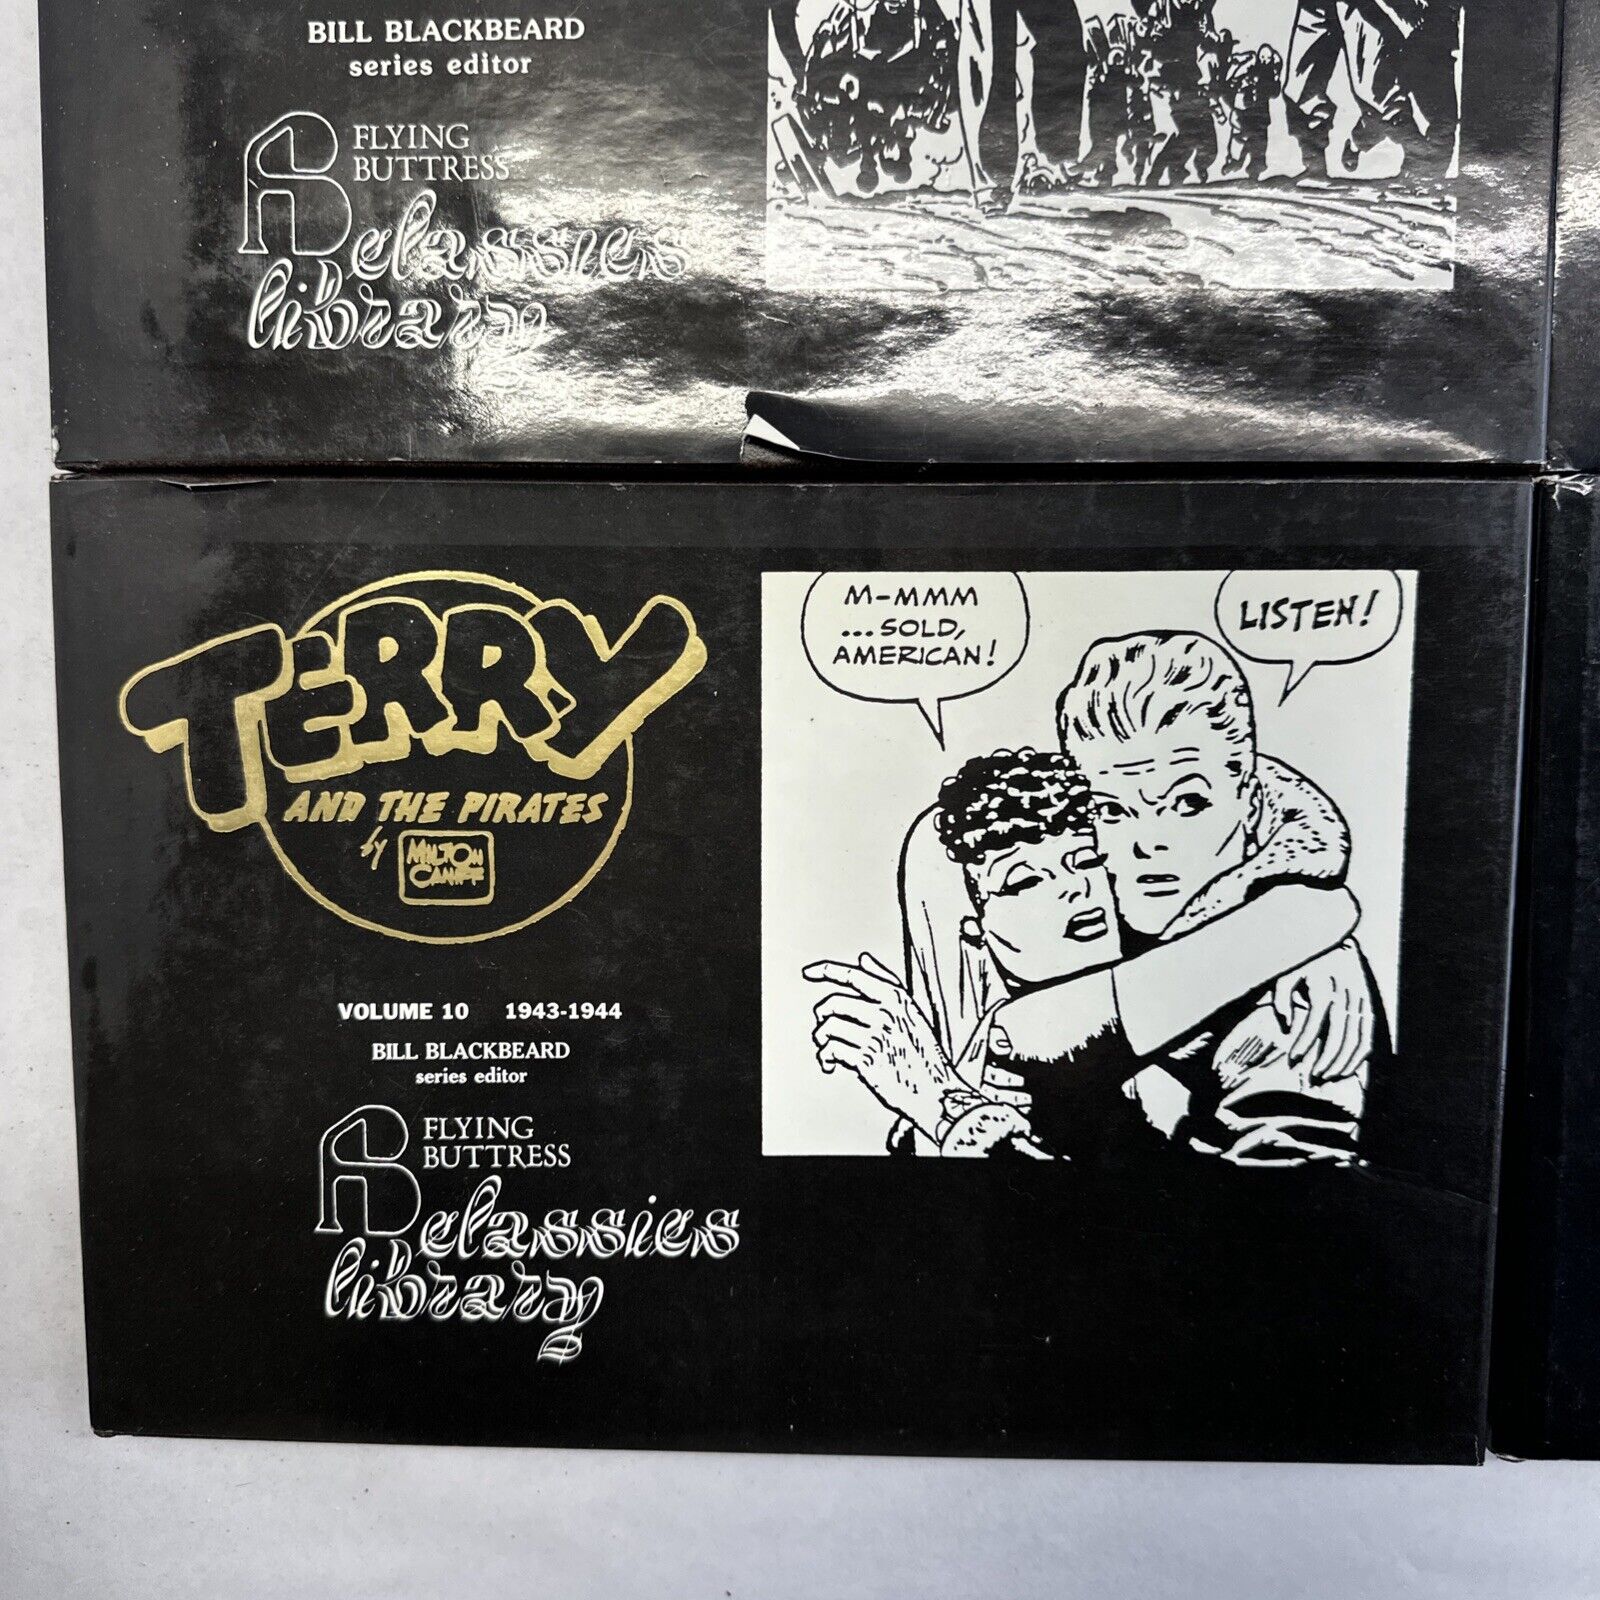 BILL BLACKBEARD
series editor
FLYING
BUTTRESS
classics
library
TERRY
AND THE PIRATES
by MILTON
CANIFF
VOLUME 10 1943-1944
BILL BLACKBEARD
series editor
FLYING
BUTTRESS
classics
library
M-MMM
...SOLD,
AMERICAN!
LISTEN!